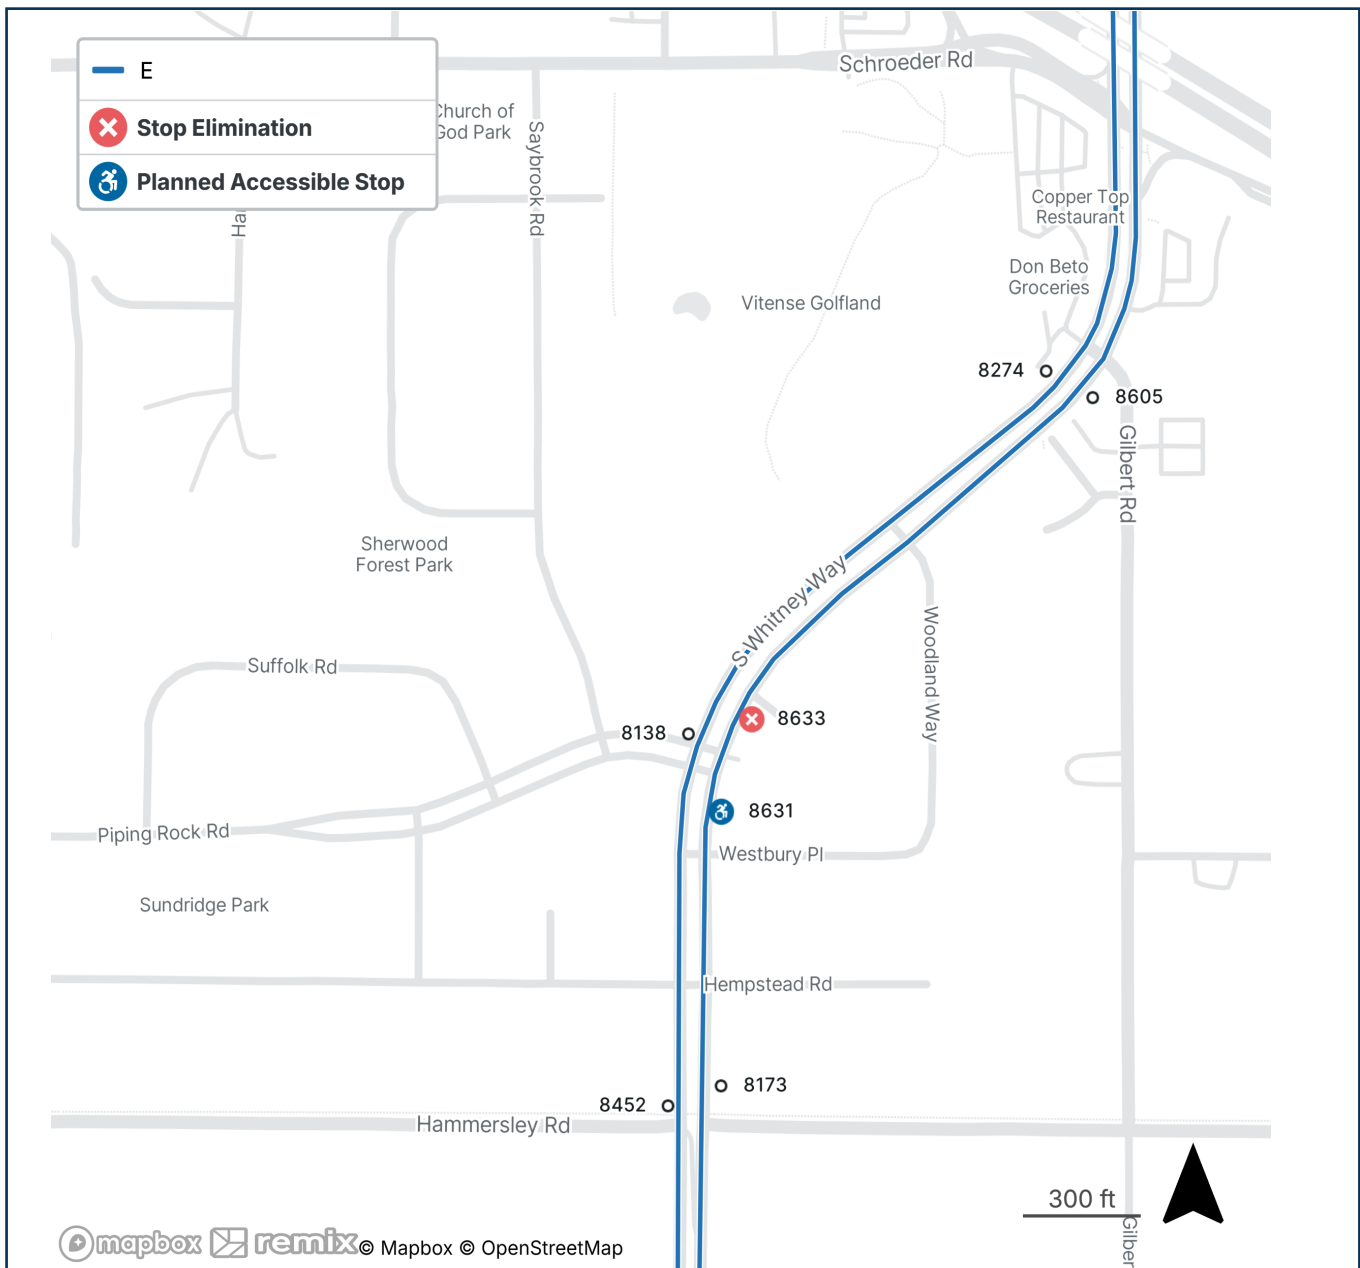 E
Stop Elimination
Planned Accessible Stop
Schroeder Rd
Church of
God Park
Saybrook Rd
Ha
Copper Top
Restaurant
Don Beto
Groceries
Vitense Golfland
8274
8605
Gilbert Rd
Sherwood
Forest Park
S Whitney Way
Woodland Way
Suffolk Rd
8633
8138
8631
Piping Rock Rd
Westbury Pl
Sundridge Park
Hempstead Rd
8173
8452
Hammersley Rd
300 ft
Gilber
mapbox remix © Mapbox © OpenStreetMap